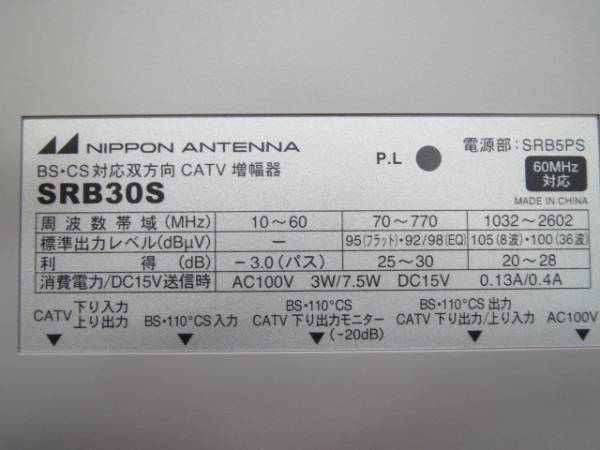 NIPPON ANTENNA
P.L
電源部:SRB5PS
BS・CS対応双方向 CATV 増幅器
60MHz
対応
SRB30S
MADE IN CHINA
周波数帯域(MHz) 10〜60 70〜770 1032〜2602
標準出力レベル(dBμV) − 95(フラット)・92/98(EQ) 105(8波)・100(36波)
利得(dB) −3.0(パス) 25〜30 20〜28
消費電力/DC15V送信時 AC100V 3W/7.5W DC15V 0.13A/0.4A
CATV 下り入力
上り出力
BS・110°CS 入力
BS・110°CS
CATV 下り出力モニター
(−20dB)
BS・110°CS 出力
CATV 下り出力/上り入力
AC100V